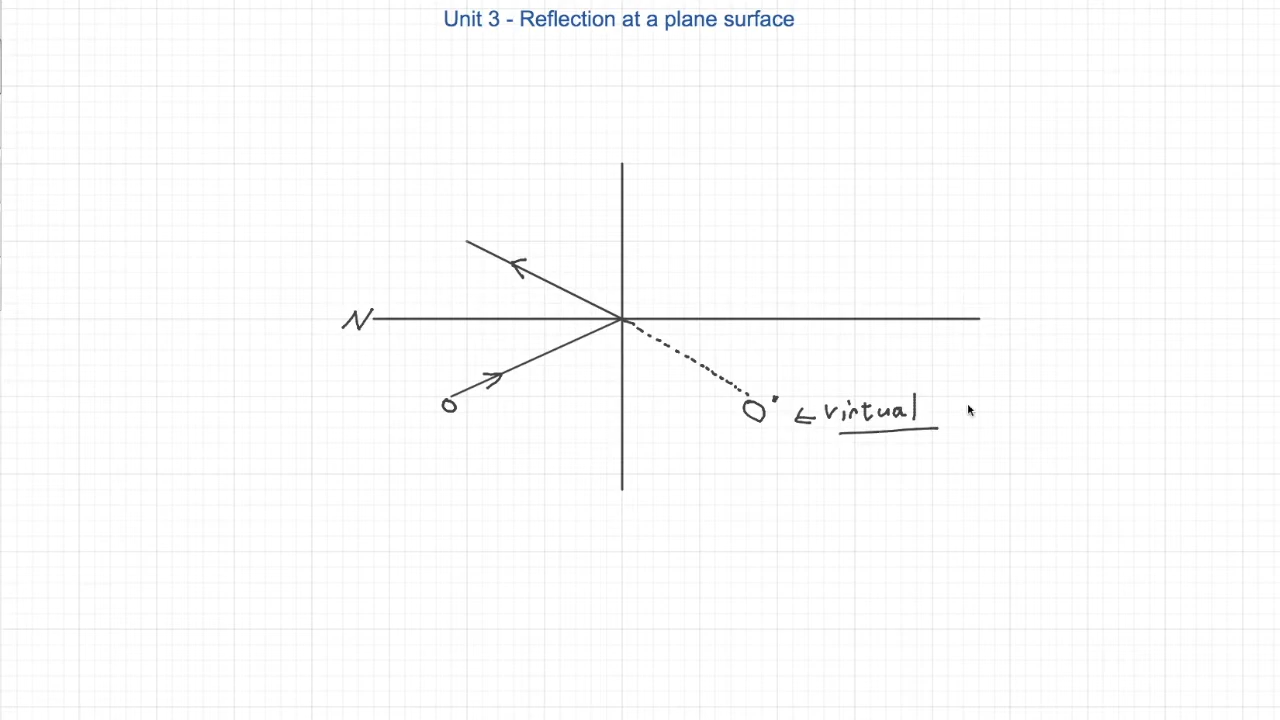 Unit 3 - Reflection at a plane surface
N
O
O' ← virtual